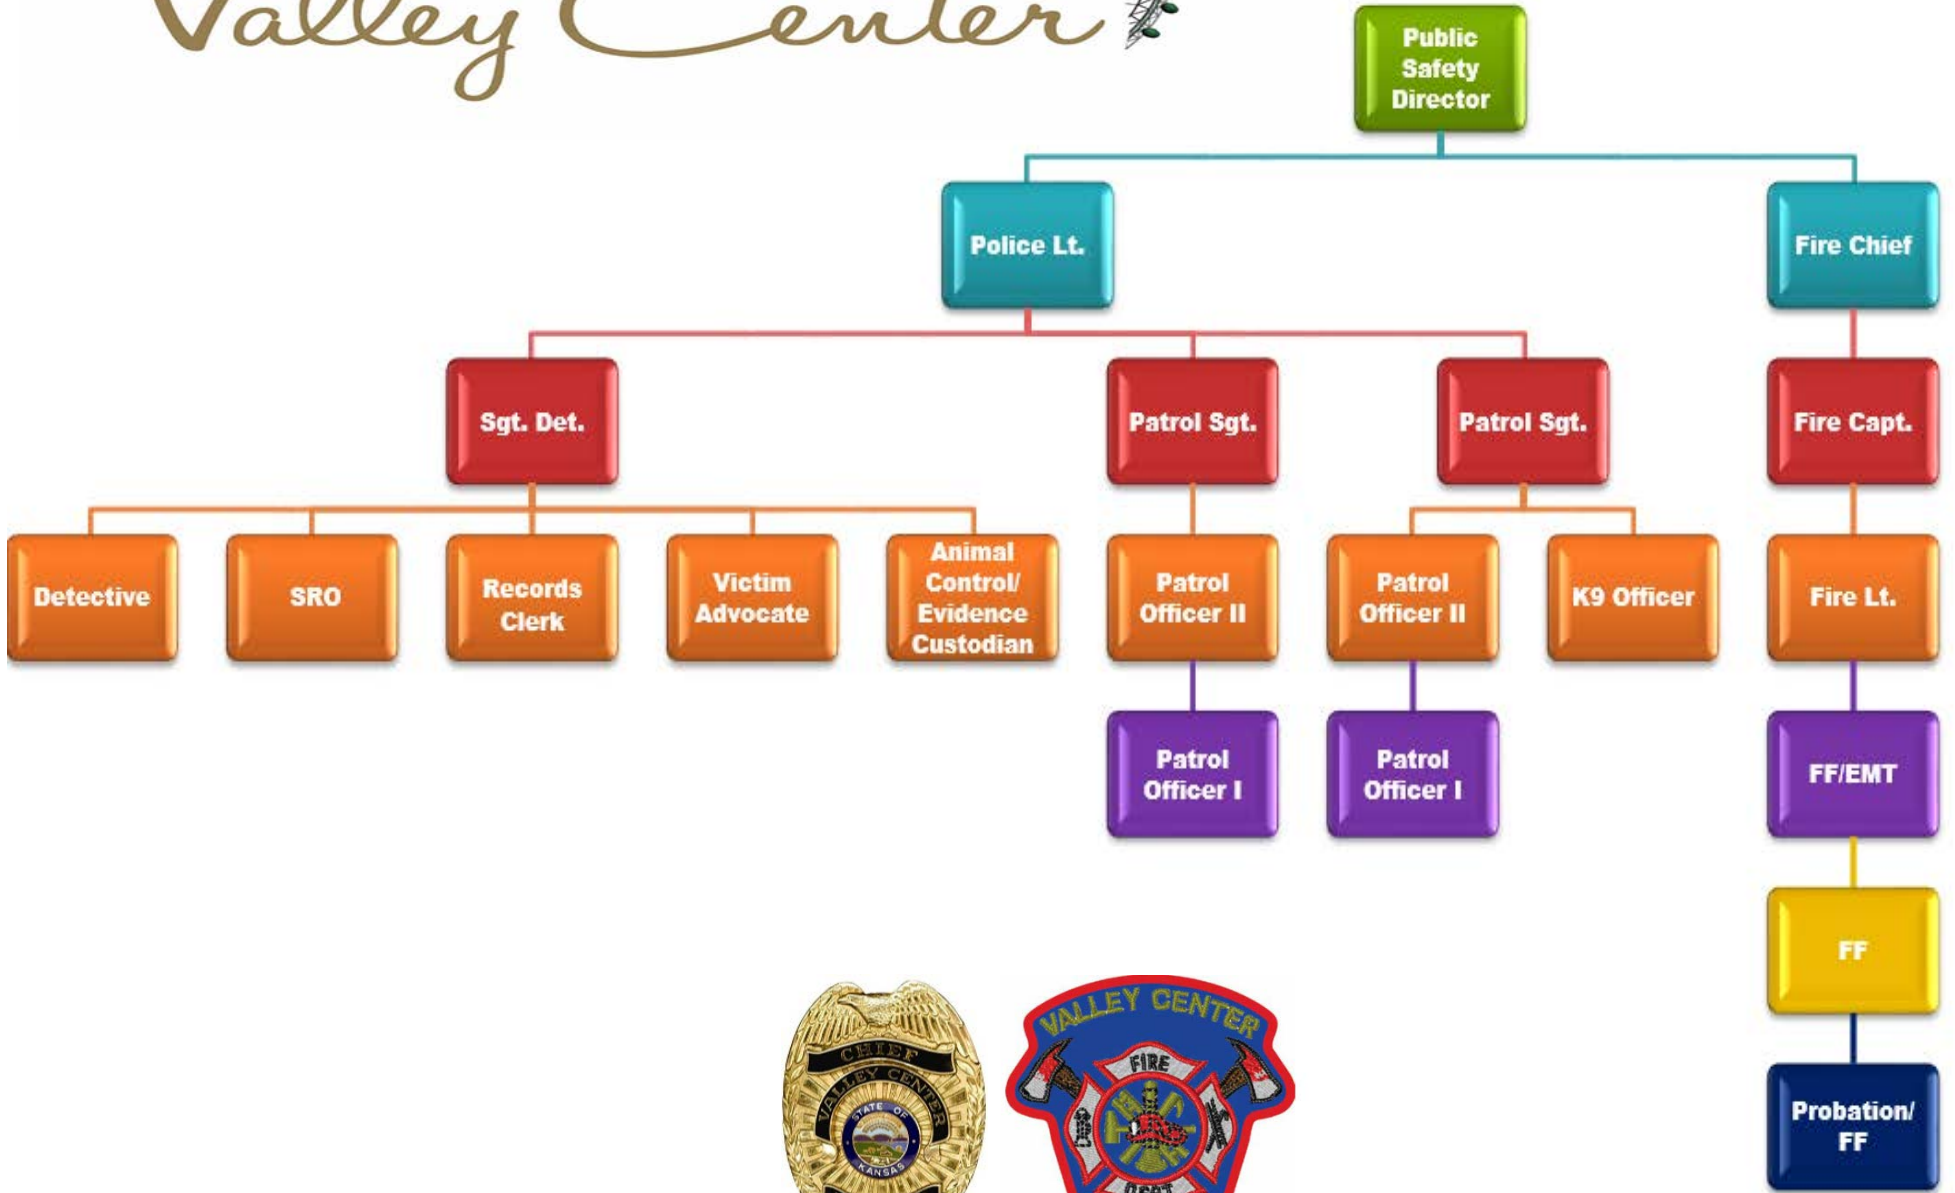 Valley Center
Public
Safety
Director
Police Lt.
Fire Chief
Sgt. Det.
Patrol Sgt.
Patrol Sgt.
Fire Capt.
Detective
SRO
Records
Clerk
Victim
Advocate
Animal
Control/
Evidence
Custodian
Patrol
Officer II
Patrol
Officer II
K9 Officer
Fire Lt.
Patrol
Officer I
Patrol
Officer I
FF/EMT
FF
Probation/
FF
CHIEF
VALLEY CENTER
STATE OF
KANSAS
VALLEY CENTER
FIRE
DEPT